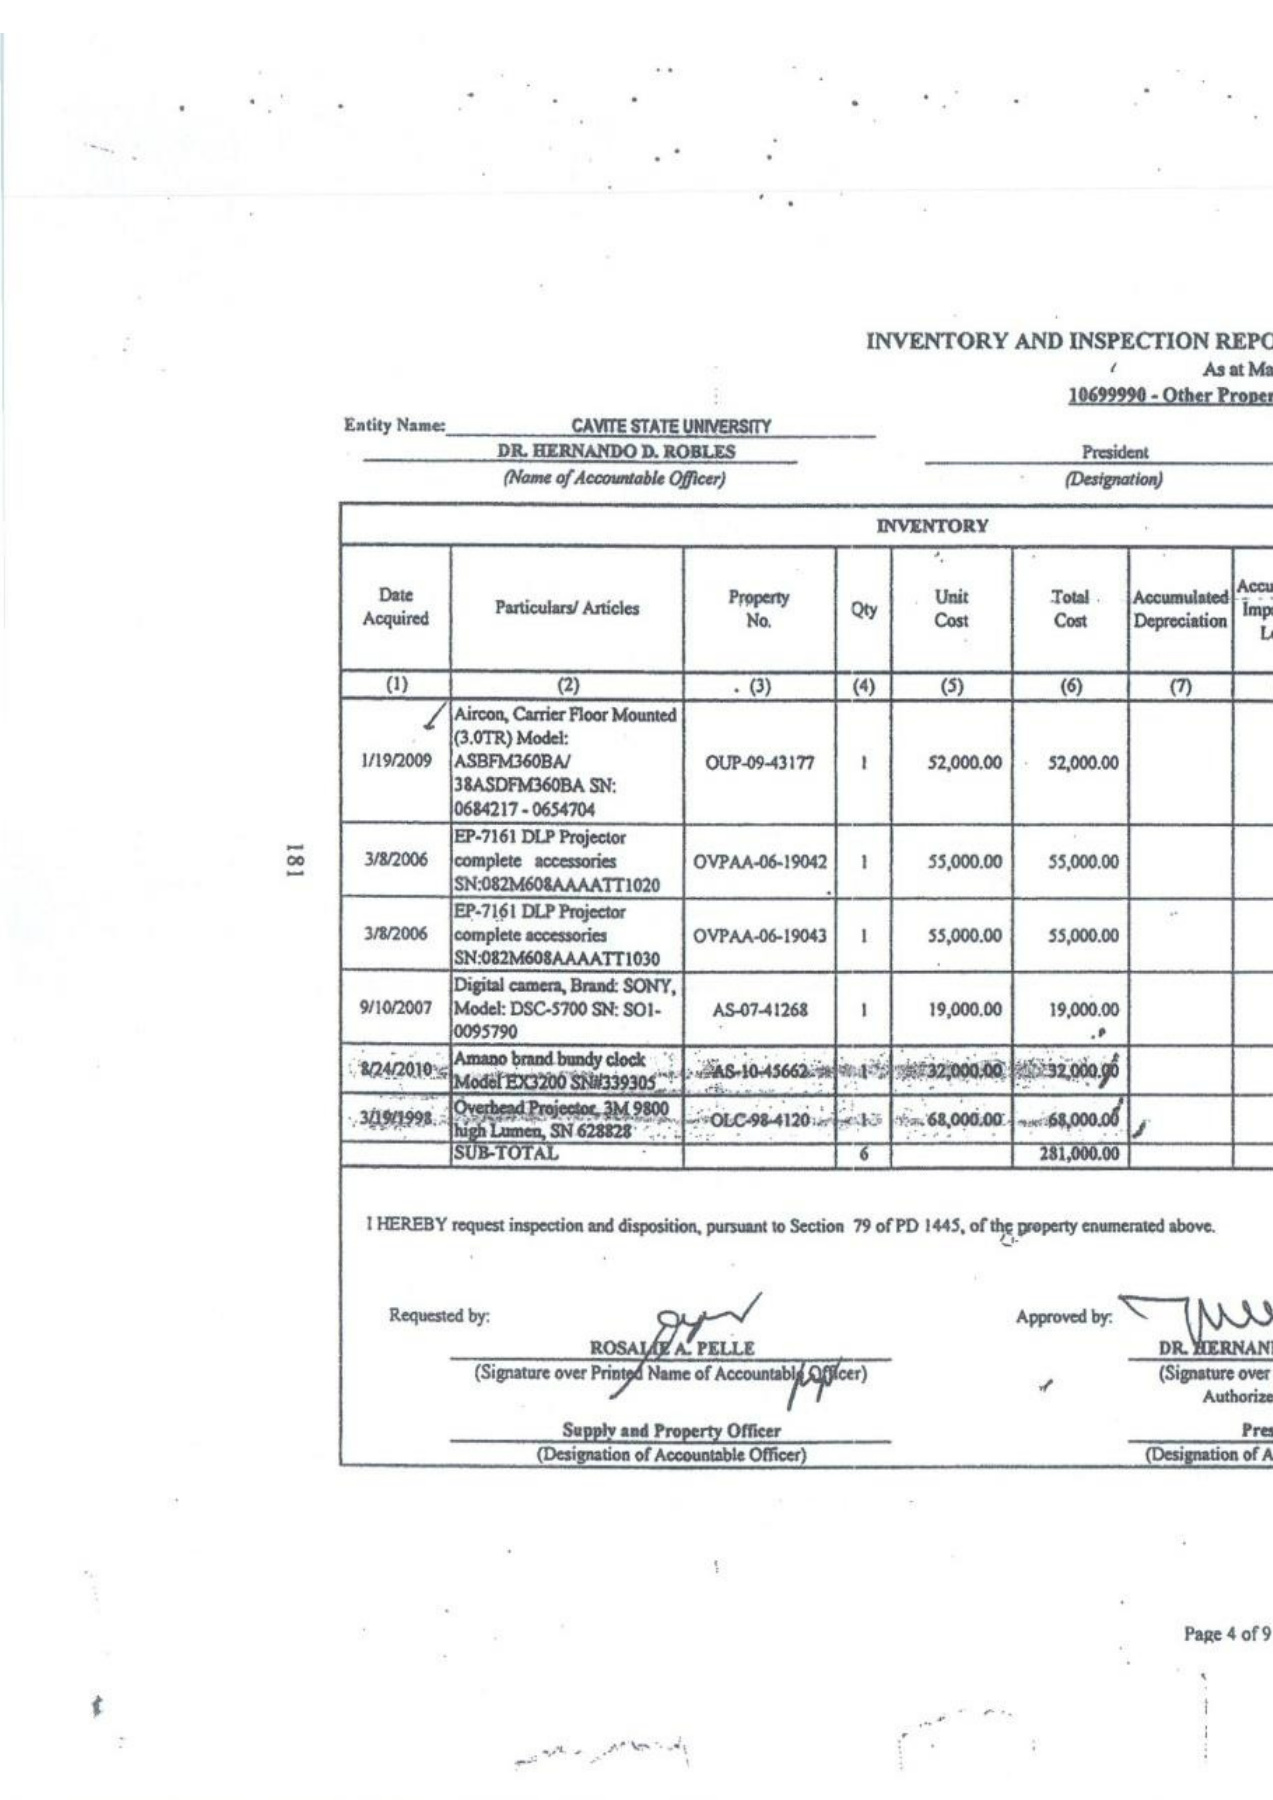 INVENTORY AND INSPECTION REPO
As at Ma
10699990 - Other Proper
Entity Name: CAVITE STATE UNIVERSITY
DR. HERNANDO D. ROBLES President
(Name of Accountable Officer) (Designation)
INVENTORY
Date Acquired Particulars/ Articles Property No. Qty Unit Cost Total Cost Accumulated Depreciation Accu Imp L
(1) (2) (3) (4) (5) (6) (7)
Aircon, Carrier Floor Mounted
(3.0TR) Model:
1/19/2009 ASBFM360BA/ OUP-09-43177 1 52,000.00 52,000.00
38ASDFM360BA SN:
0684217 - 0654704
181
EP-7161 DLP Projector
3/8/2006 complete accessories OVPAA-06-19042 1 55,000.00 55,000.00
SN:082M608AAAATT1020
EP-7161 DLP Projector
3/8/2006 complete accessories OVPAA-06-19043 1 55,000.00 55,000.00
SN:082M608AAAATT1030
Digital camera, Brand: SONY,
9/10/2007 Model: DSC-5700 SN: SO1- AS-07-41268 1 19,000.00 19,000.00
0095790
Amano brand bundy clock
8/24/2010 Model EX3200 SN#339305 AS-10-45662 1 32,000.00 32,000.00
Overhead Projector, 3M 9800
3/19/1998 high Lumen, SN 628828 OLC-98-4120 1 68,000.00 68,000.00
SUB-TOTAL 6 281,000.00
I HEREBY request inspection and disposition, pursuant to Section 79 of PD 1445, of the property enumerated above.
Requested by: Approved by:
ROSALIE A. PELLE DR. HERNAN
(Signature over Printed Name of Accountable Officer) (Signature over
Authorize
Supply and Property Officer Pres
(Designation of Accountable Officer) (Designation of A
Page 4 of 9